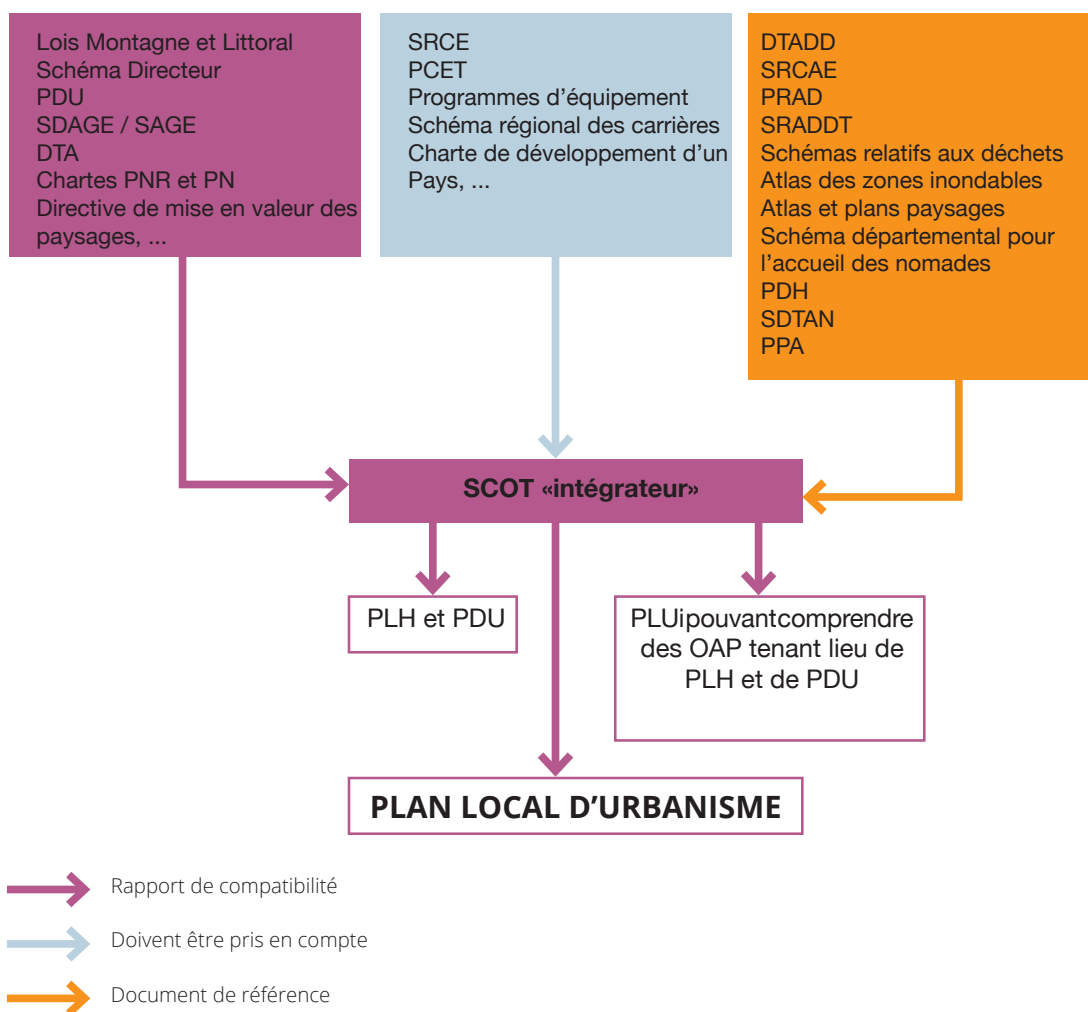 Lois Montagne et Littoral
Schéma Directeur
PDU
SDAGE / SAGE
DTA
Chartes PNR et PN
Directive de mise en valeur des
paysages, ...
SRCE
PCET
Programmes d'équipement
Schéma régional des carrières
Charte de développement d'un
Pays, ...
DTADD
SRCAE
PRAD
SRADDT
Schémas relatifs aux déchets
Atlas des zones inondables
Atlas et plans paysages
Schéma départemental pour
l'accueil des nomades
PDH
SDTAN
PPA
SCOT «intégrateur»
PLH et PDU
PLUipouvantcomprendre
des OAP tenant lieu de
PLH et de PDU
PLAN LOCAL D'URBANISME
Rapport de compatibilité
Doivent être pris en compte
Document de référence